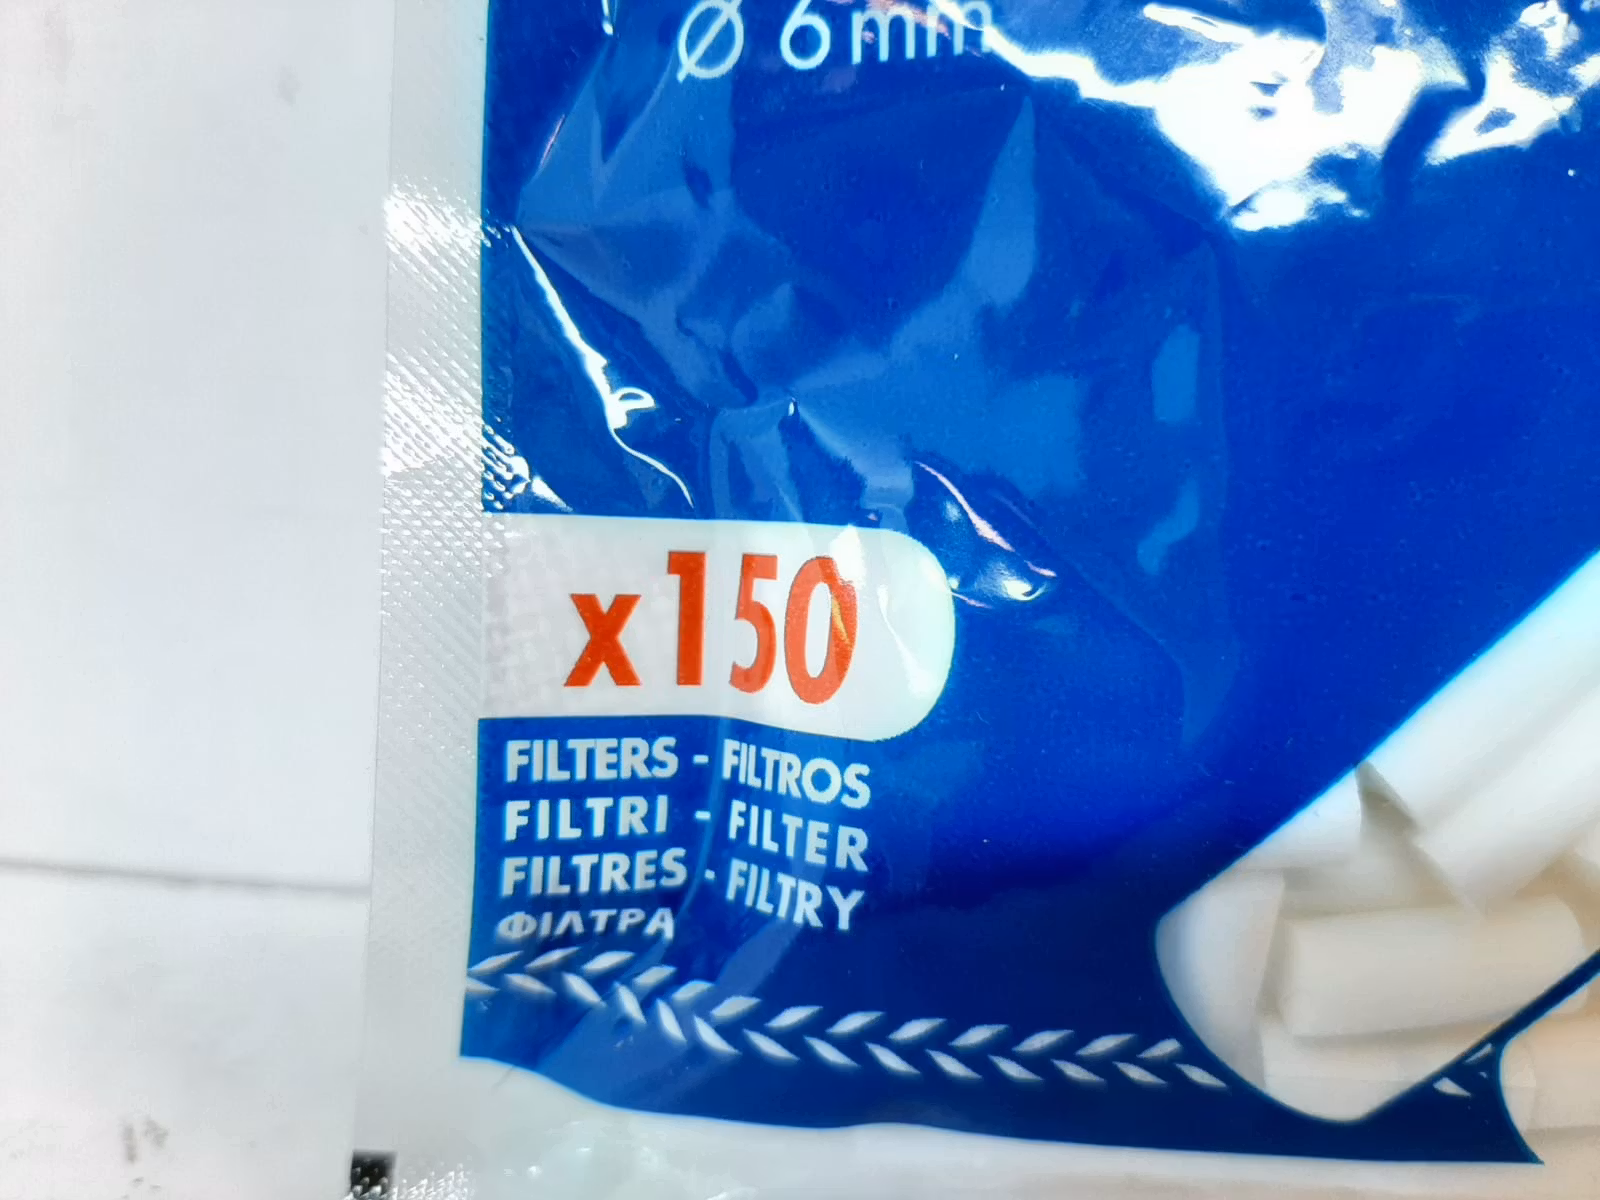 Ø 6mm
x150
FILTERS - FILTROS
FILTRI - FILTER
FILTRES - FILTRY
ΦΙΛΤΡΑ